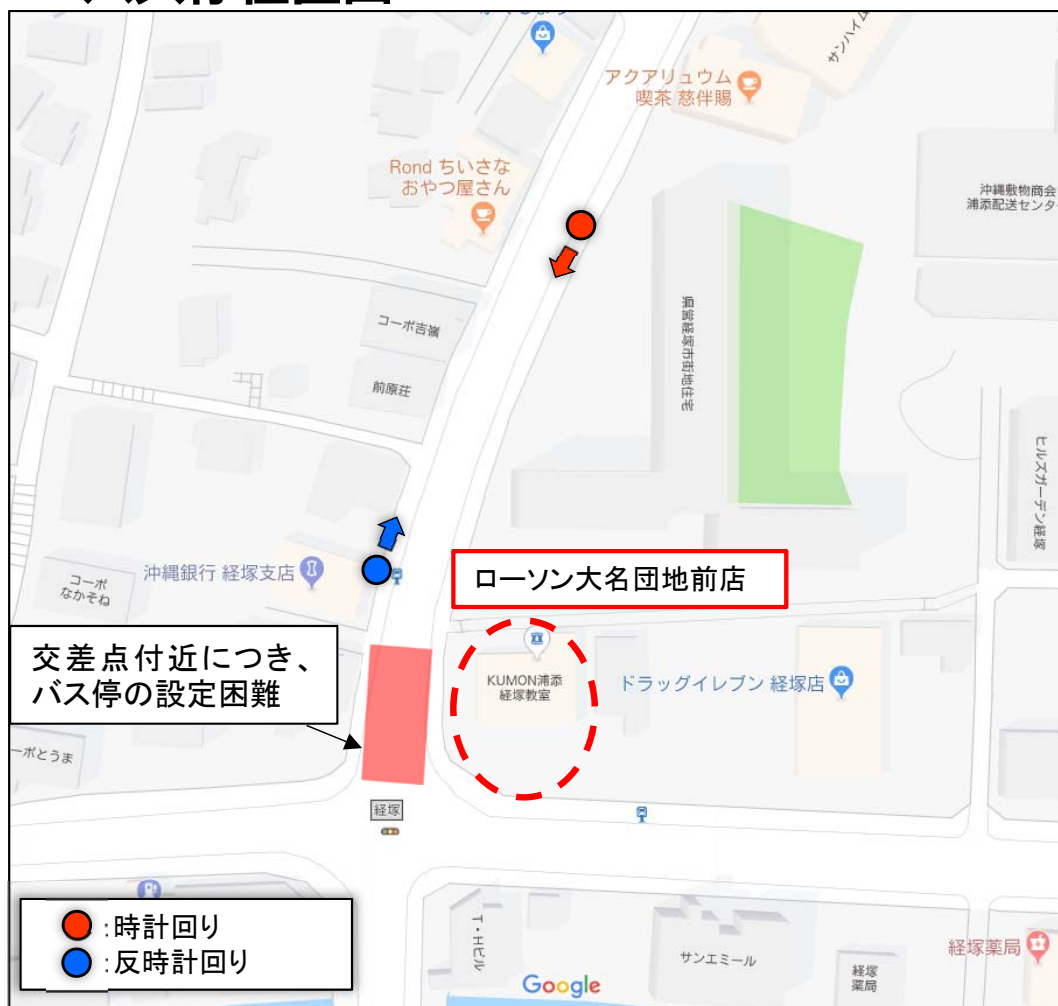 サンハイム
アクアリュウム
喫茶 慈伴賜
Rond ちいさな
おやつ屋さん
沖縄敷物商会
浦添配送センタ
コーポ吉嶺
前原荘
県営経塚市街地住宅
ヒルズガーデン経塚
沖縄銀行 経塚支店
コーポ
なかそね
ローソン大名団地前店
交差点付近につき、
バス停の設定困難
KUMON浦添
経塚教室
ドラッグイレブン 経塚店
ーポとうま
経塚
:時計回り
:反時計回り
T・Hビル
サンエミール
経塚
薬局
経塚薬局
Google